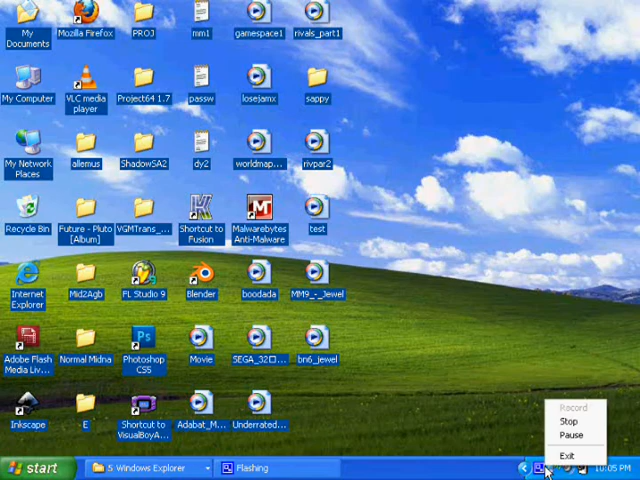 My
Documents
Mozilla Firefox
PROJ
mm1
gamespace1
rivals_part1
My Computer
VLC media
player
Project64 1.7
passw
losejamx
sappy
My Network
Places
allemus
ShadowSA2
dy2
worldmap...
rivpar2
Recycle Bin
Future - Pluto
[Album]
VGMTrans_...
Shortcut to
Fusion
Malwarebytes
Anti-Malware
test
Internet
Explorer
Mid2Agb
FL Studio 9
Blender
boodada
MM9_-_Jewel
Adobe Flash
Media Liv...
Normal Midna
Photoshop
CS5
Movie
SEGA_32...
bn6_jewel
Inkscape
E
Shortcut to
VisualBoyA...
Adabat_M...
Underrated...
Record
Stop
Pause
Exit
start
5 Windows Explorer
Flashing
10:05 PM